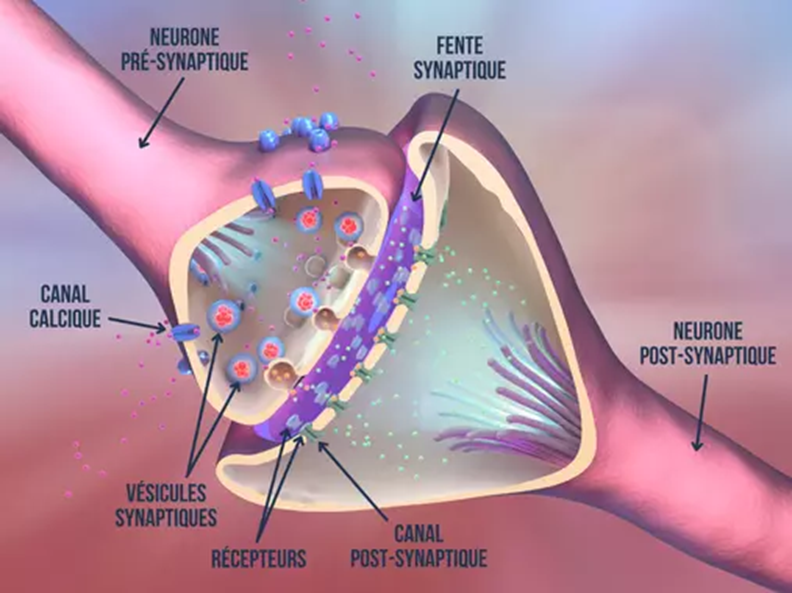 NEURONE
PRÉ-SYNAPTIQUE
FENTE
SYNAPTIQUE
CANAL
CALCIQUE
NEURONE
POST-SYNAPTIQUE
VÉSICULES
SYNAPTIQUES
RÉCEPTEURS
CANAL
POST-SYNAPTIQUE